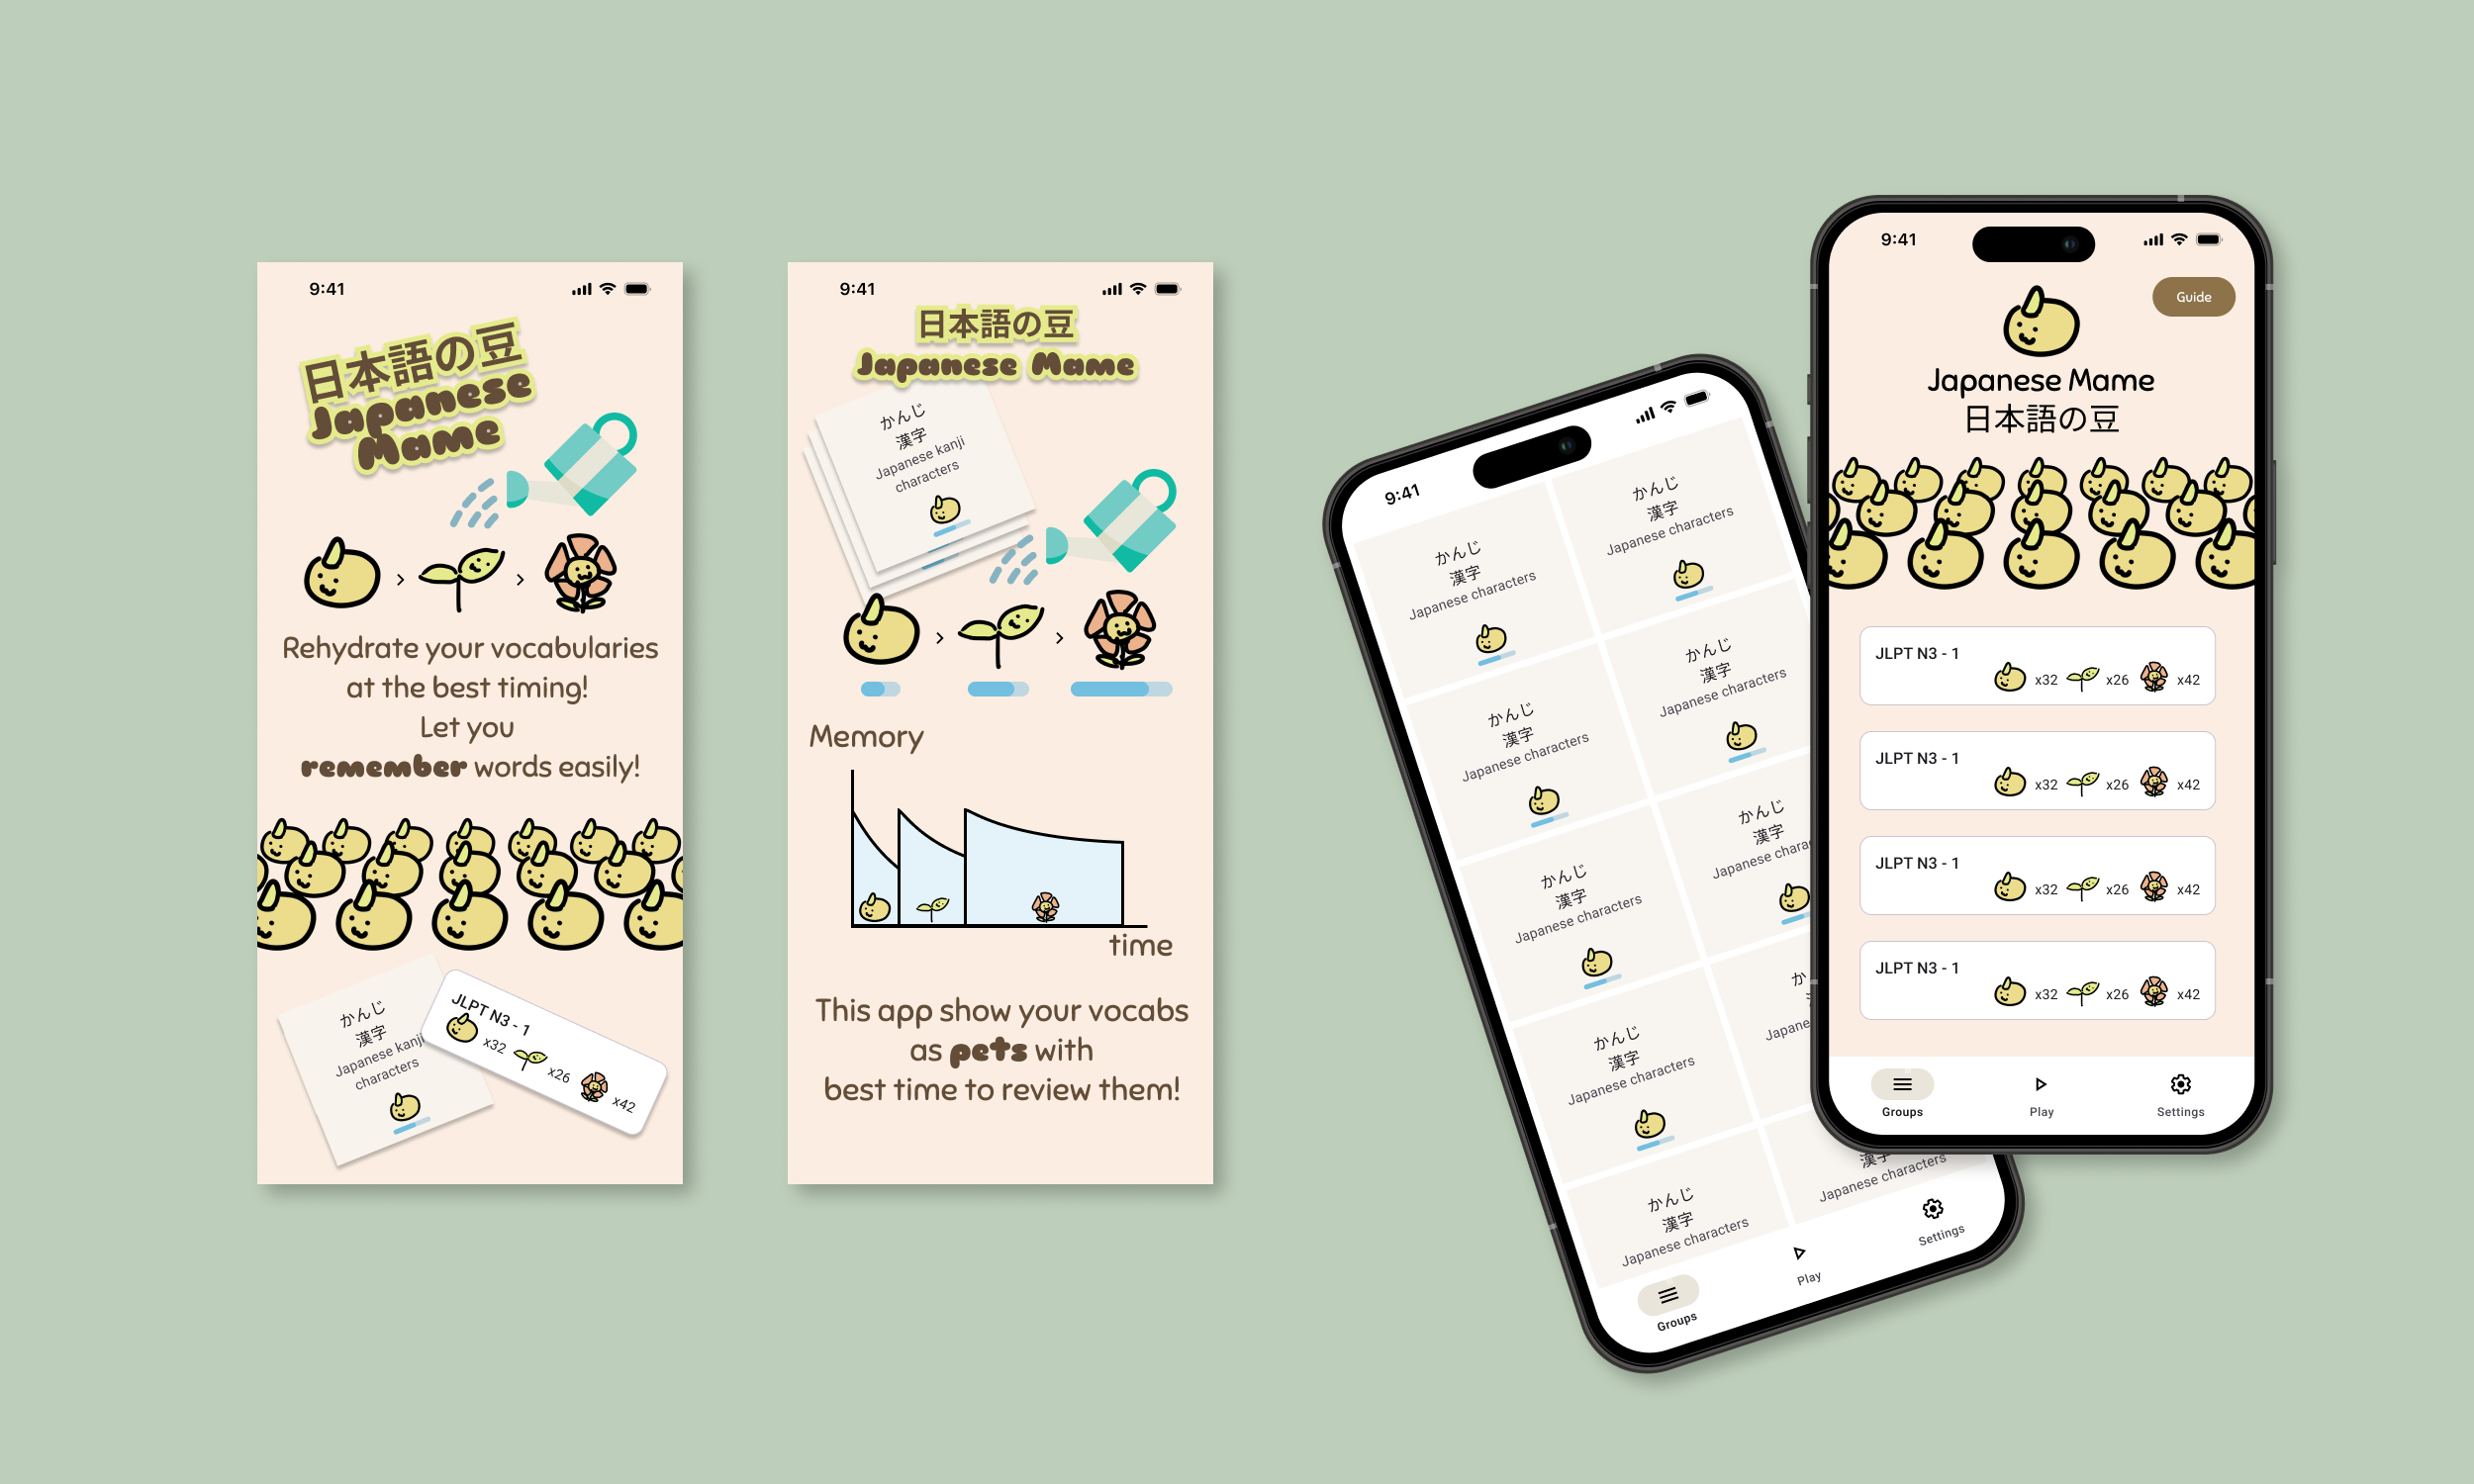 9:41
日本語の豆
Japanese
Mame
Rehydrate your vocabularies
at the best timing!
Let you
remember words easily!
かんじ
漢字
Japanese kanji
characters
JLPT N3 - 1
x32
x26
x42
9:41
日本語の豆
Japanese Mame
かんじ
漢字
Japanese kanji
characters
Memory
time
This app show your vocabs
as pets with
best time to review them!
9:41
かんじ
漢字
Japanese characters
かんじ
漢字
Japanese characters
かんじ
漢字
Japanese characters
かんじ
漢字
Japanese characters
かんじ
漢字
Japanese characters
かんじ
漢字
Japanese
かんじ
漢字
Japanese characters
か
Japane
かんじ
漢字
Japanese characters
漢字
Japanese characters
Groups
Play
Settings
9:41
Guide
Japanese Mame
日本語の豆
JLPT N3 - 1
x32 x26 x42
JLPT N3 - 1
x32 x26 x42
JLPT N3 - 1
x32 x26 x42
JLPT N3 - 1
x32 x26 x42
Groups Play Settings